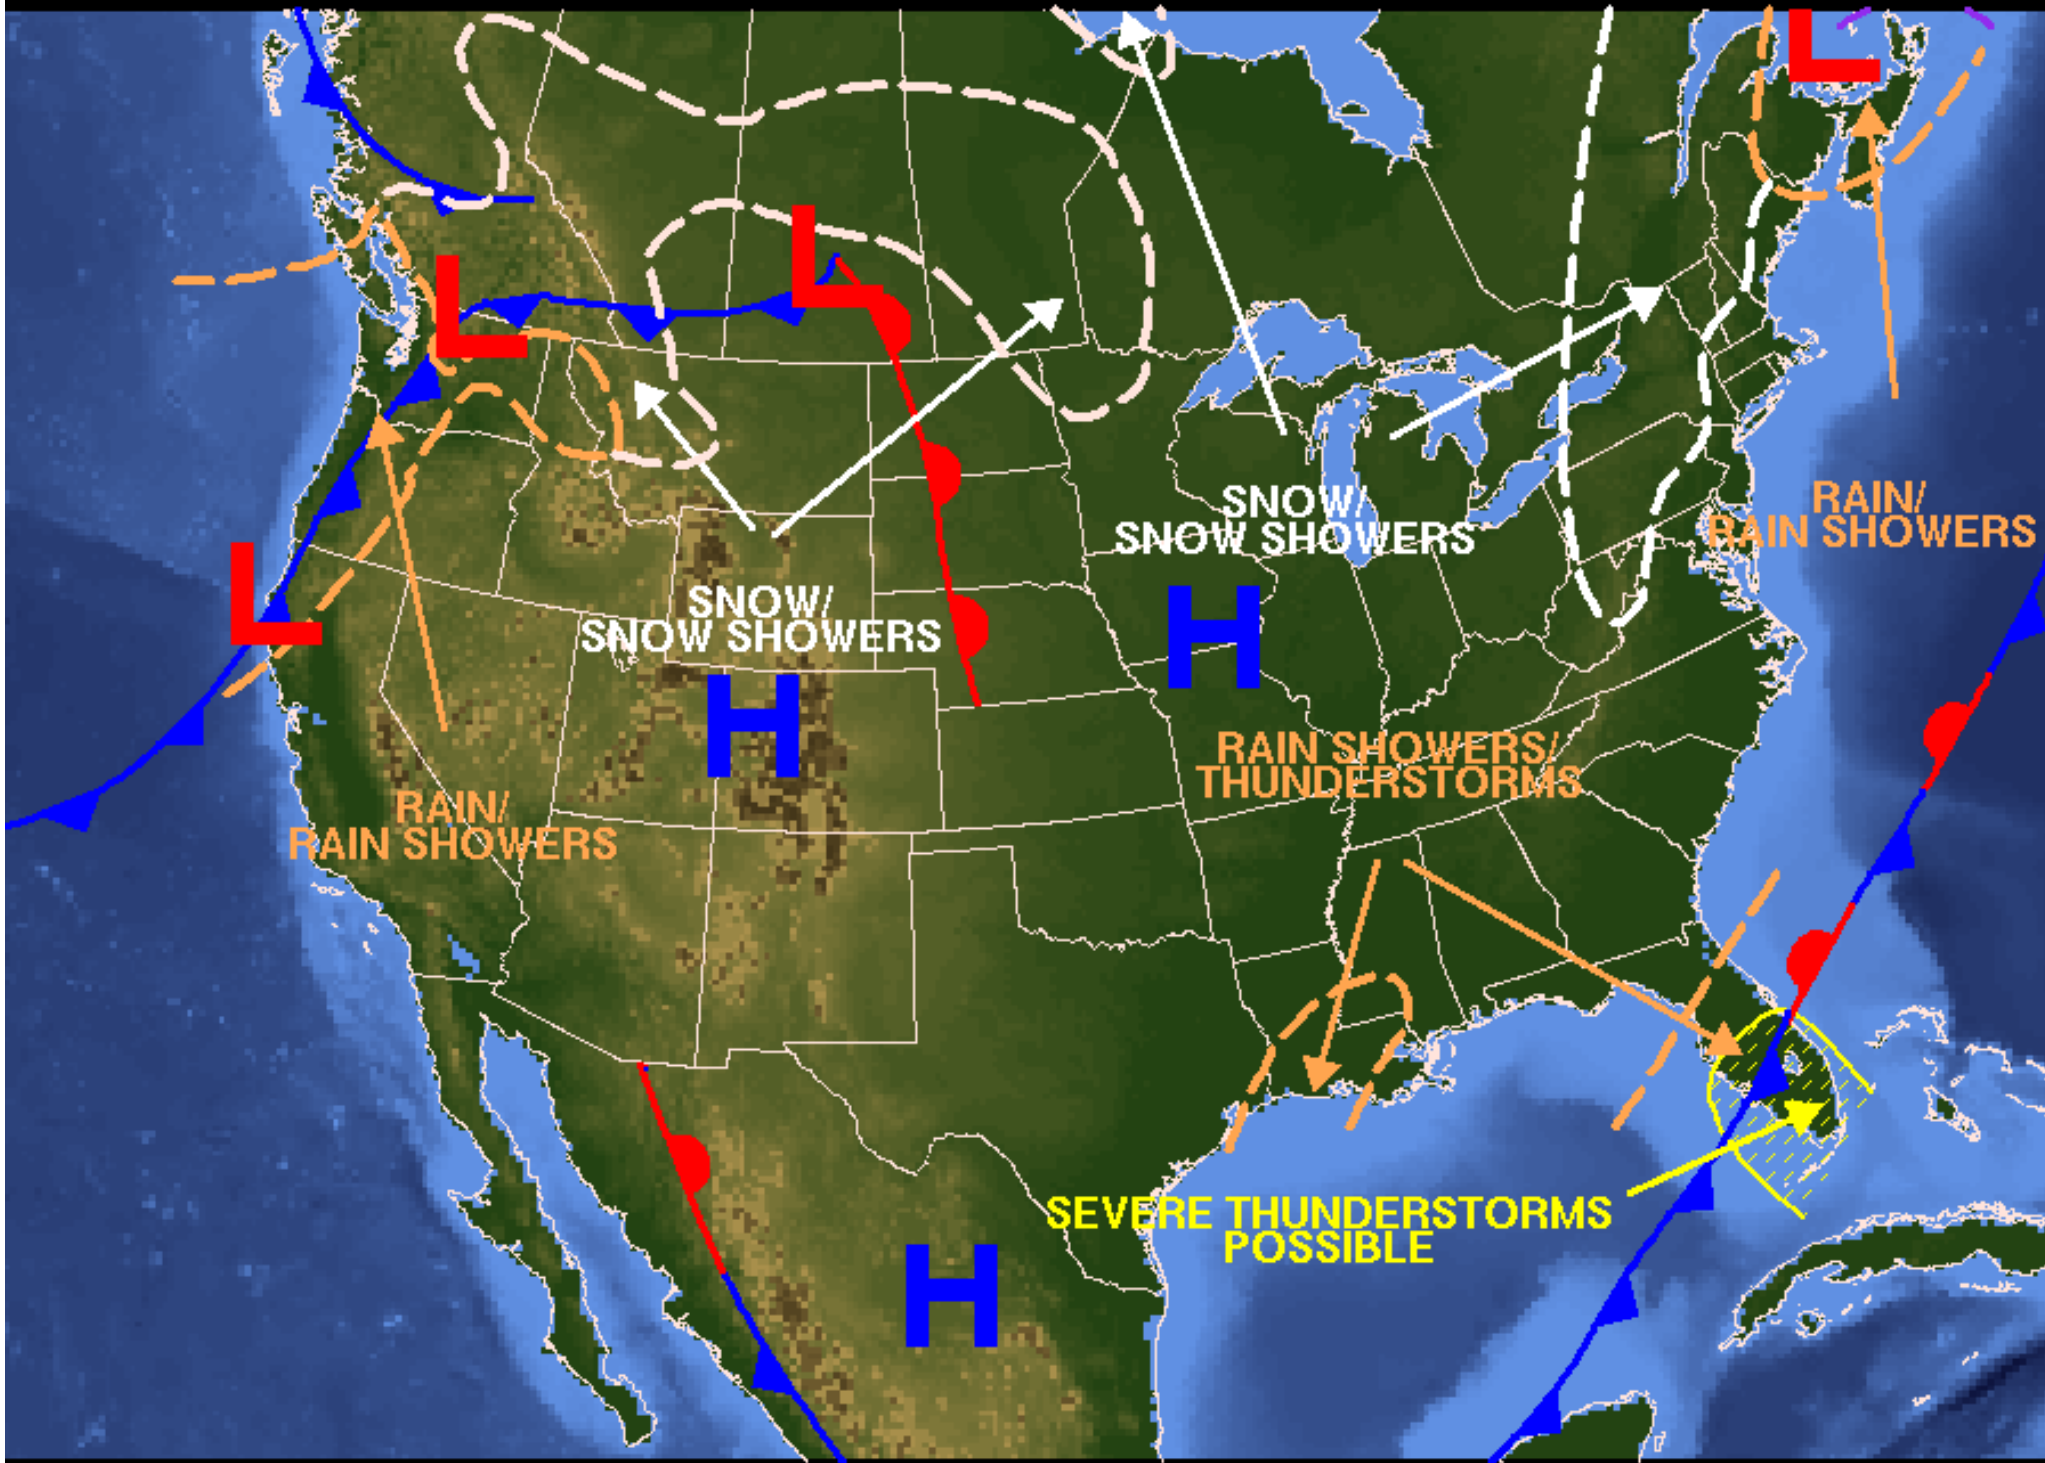 L
L
L
L
SNOW/
SNOW SHOWERS
RAIN/
RAIN SHOWERS
SNOW/
SNOW SHOWERS
H
H
RAIN SHOWERS/
THUNDERSTORMS
RAIN/
RAIN SHOWERS
SEVERE THUNDERSTORMS
POSSIBLE
H